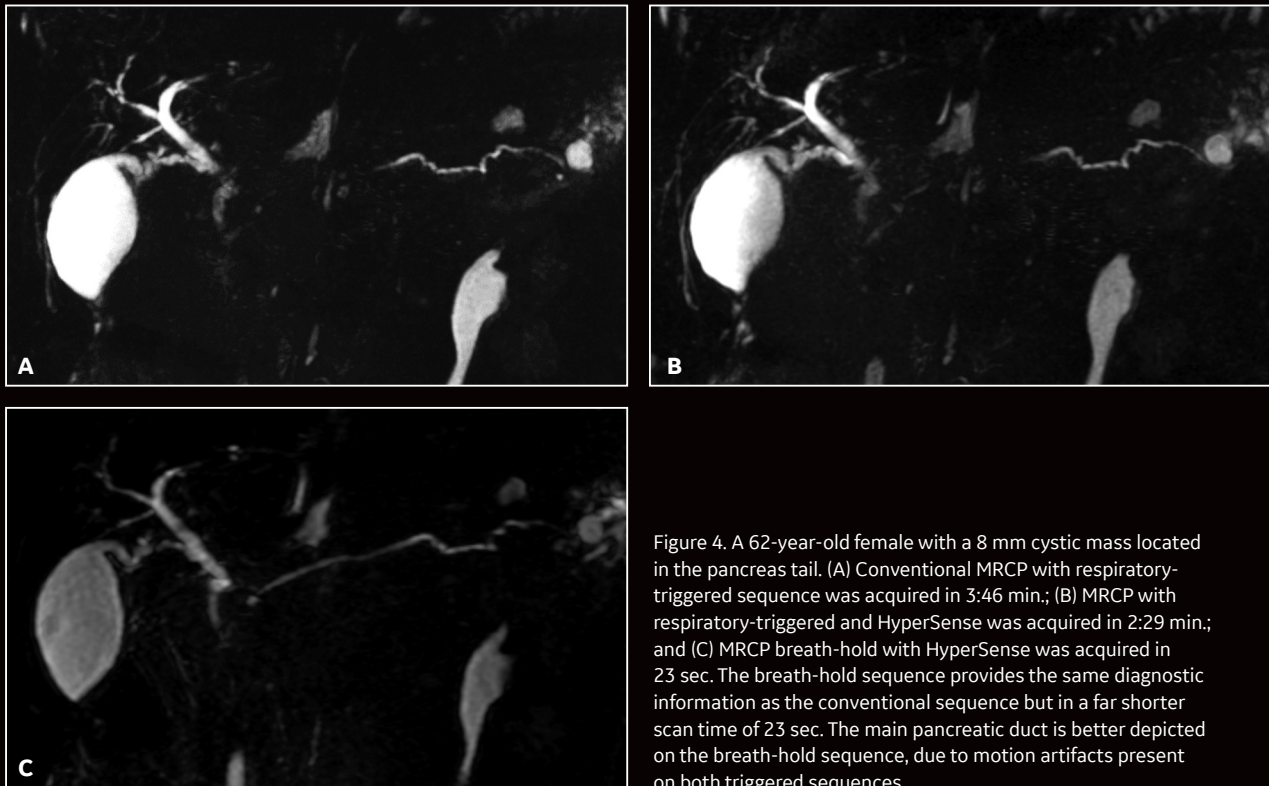 A
B
C
Figure 4. A 62-year-old female with a 8 mm cystic mass located
in the pancreas tail. (A) Conventional MRCP with respiratory-
triggered sequence was acquired in 3:46 min.; (B) MRCP with
respiratory-triggered and HyperSense was acquired in 2:29 min.;
and (C) MRCP breath-hold with HyperSense was acquired in
23 sec. The breath-hold sequence provides the same diagnostic
information as the conventional sequence but in a far shorter
scan time of 23 sec. The main pancreatic duct is better depicted
on the breath-hold sequence, due to motion artifacts present
on both triggered sequences.